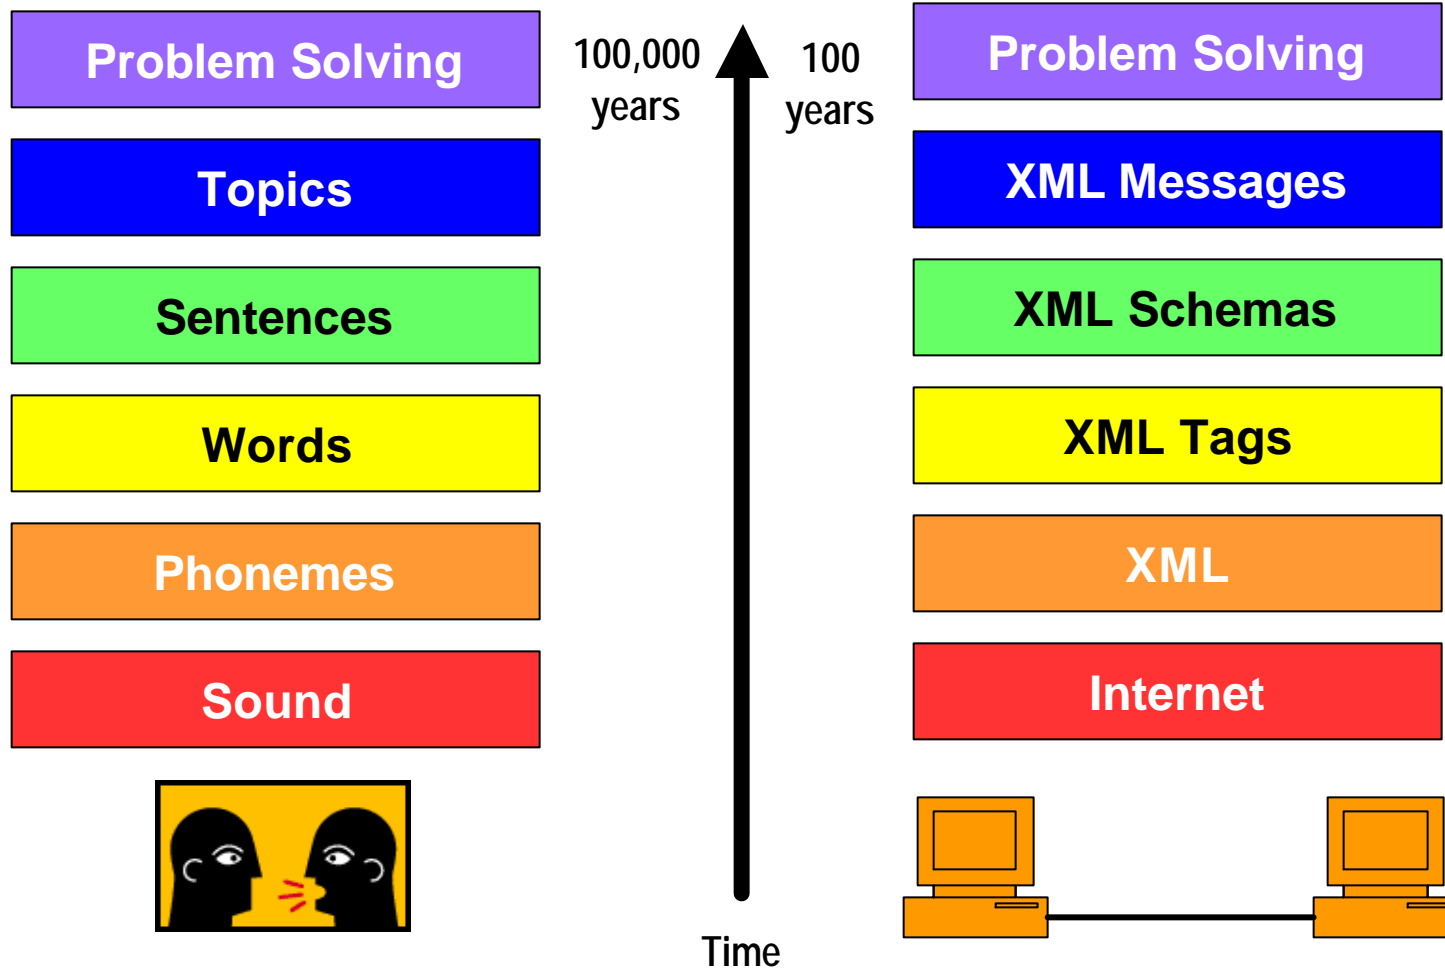 Problem Solving
Topics
Sentences
Words
Phonemes
Sound
100,000
years
100
years
Time
Problem Solving
XML Messages
XML Schemas
XML Tags
XML
Internet